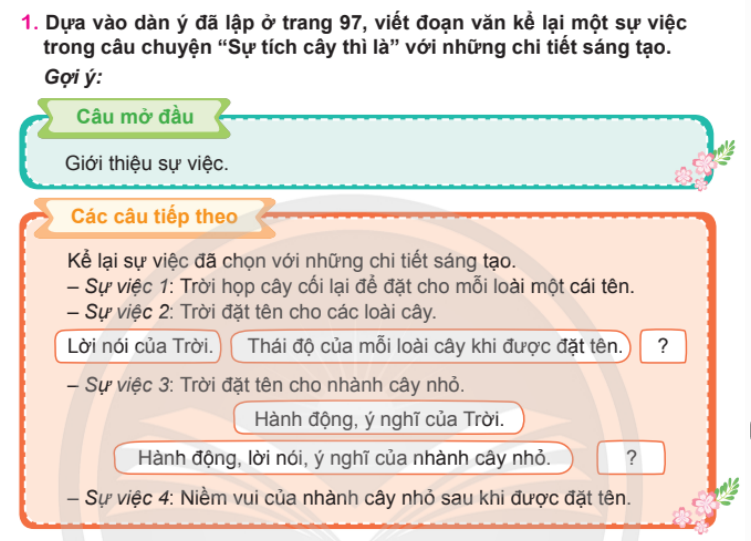 1. Dựa vào dàn ý đã lập ở trang 97, viết đoạn văn kể lại một sự việc
trong câu chuyện “Sự tích cây thì là” với những chi tiết sáng tạo.
Gợi ý:
Câu mở đầu
Giới thiệu sự việc.
Các câu tiếp theo
Kể lại sự việc đã chọn với những chi tiết sáng tạo.
– Sự việc 1: Trời họp cây cối lại để đặt cho mỗi loài một cái tên.
– Sự việc 2: Trời đặt tên cho các loài cây.
Lời nói của Trời. Thái độ của mỗi loài cây khi được đặt tên. ?
– Sự việc 3: Trời đặt tên cho nhành cây nhỏ.
Hành động, ý nghĩ của Trời.
Hành động, lời nói, ý nghĩ của nhành cây nhỏ. ?
– Sự việc 4: Niềm vui của nhành cây nhỏ sau khi được đặt tên.